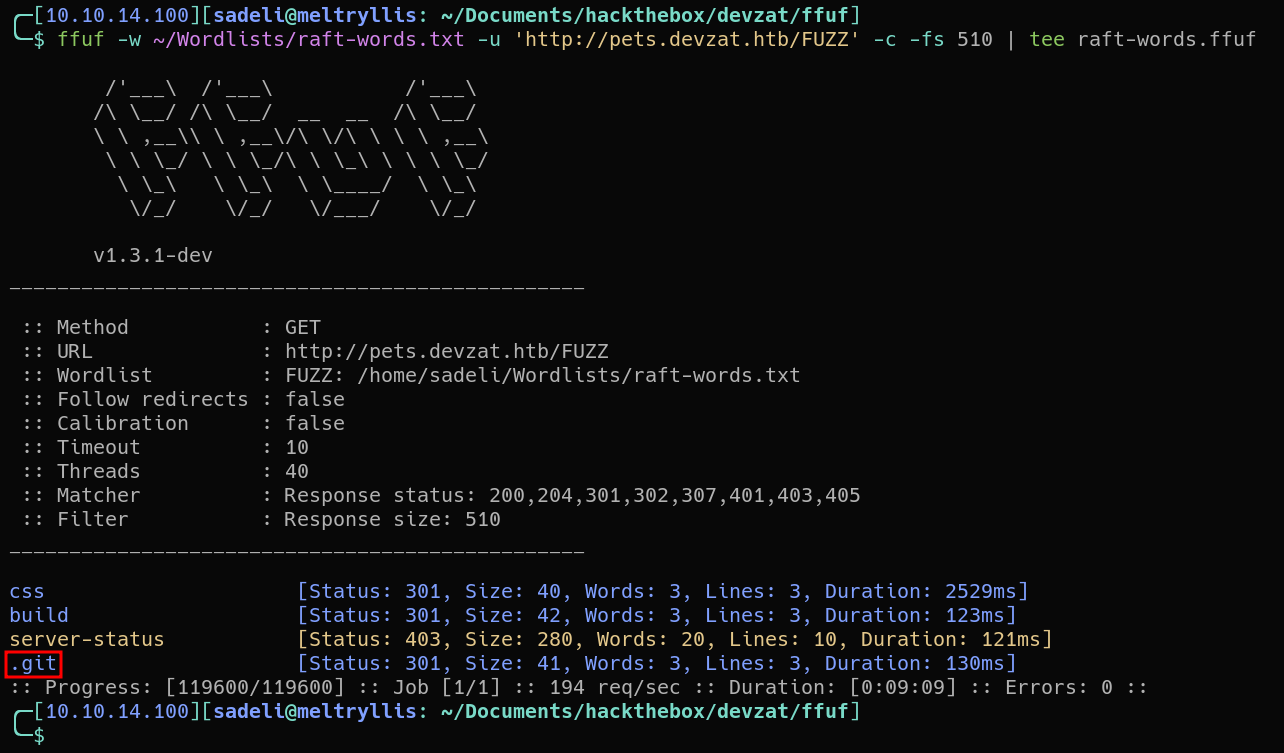 ┌─[10.10.14.100][sadeli@meltryllis: ~/Documents/hackthebox/devzat/ffuf]
└─$ ffuf -w ~/Wordlists/raft-words.txt -u 'http://pets.devzat.htb/FUZZ' -c -fs 510 | tee raft-words.ffuf

        /'___\  /'___\           /'___\
       /\ \__/ /\ \__/  __  __  /\ \__/
       \ \ ,__\\ \ ,__\/\ \/\ \ \ \ ,__\
        \ \ \_/ \ \ \_/\ \ \_\ \ \ \ \_/
         \ \_\   \ \_\  \ \____/  \ \_\
          \/_/    \/_/   \/___/    \/_/

       v1.3.1-dev
________________________________________________

 :: Method           : GET
 :: URL              : http://pets.devzat.htb/FUZZ
 :: Wordlist         : FUZZ: /home/sadeli/Wordlists/raft-words.txt
 :: Follow redirects : false
 :: Calibration      : false
 :: Timeout          : 10
 :: Threads          : 40
 :: Matcher          : Response status: 200,204,301,302,307,401,403,405
 :: Filter           : Response size: 510
________________________________________________

css                     [Status: 301, Size: 40, Words: 3, Lines: 3, Duration: 2529ms]
build                   [Status: 301, Size: 42, Words: 3, Lines: 3, Duration: 123ms]
server-status           [Status: 403, Size: 280, Words: 20, Lines: 10, Duration: 121ms]
.git                    [Status: 301, Size: 41, Words: 3, Lines: 3, Duration: 130ms]
:: Progress: [119600/119600] :: Job [1/1] :: 194 req/sec :: Duration: [0:09:09] :: Errors: 0 ::
┌─[10.10.14.100][sadeli@meltryllis: ~/Documents/hackthebox/devzat/ffuf]
└─$